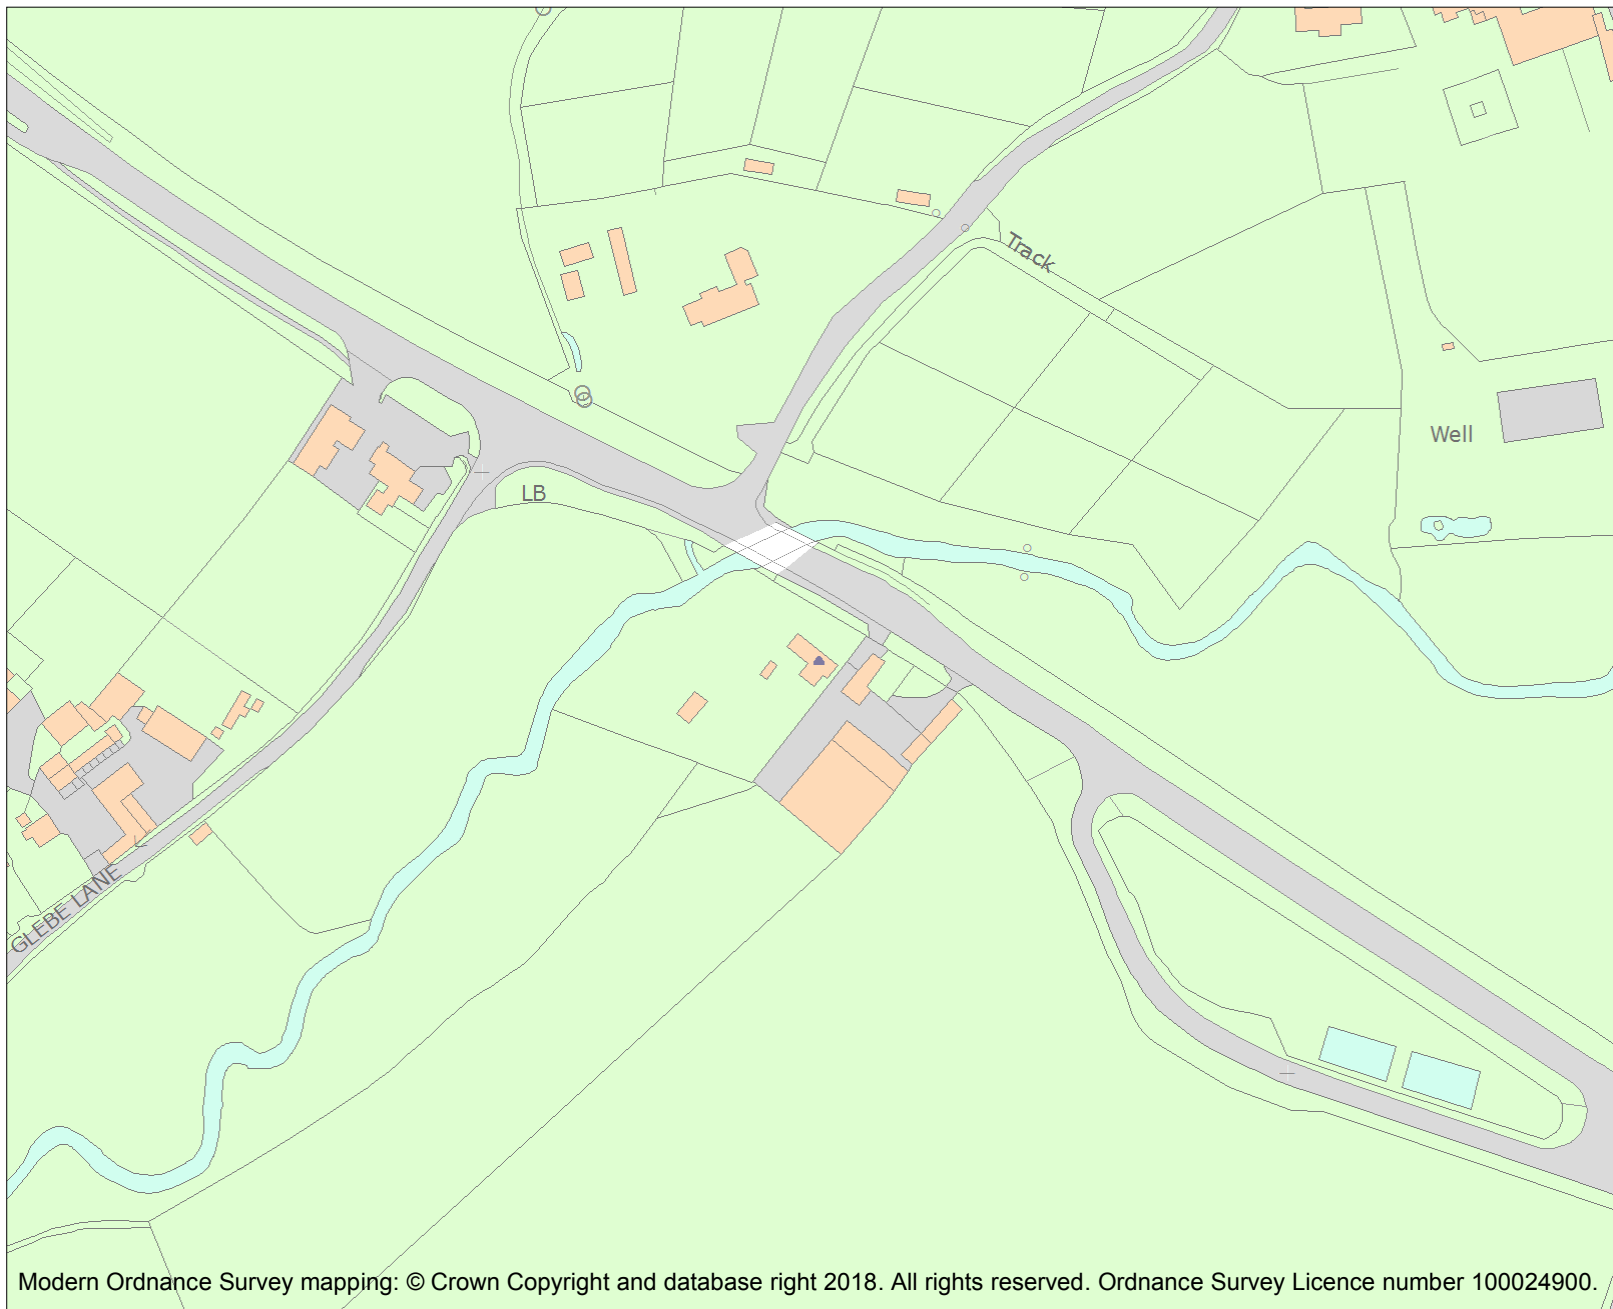 Track
Well
LB
GLEBE LANE
Modern Ordnance Survey mapping: © Crown Copyright and database right 2018. All rights reserved. Ordnance Survey Licence number 100024900.